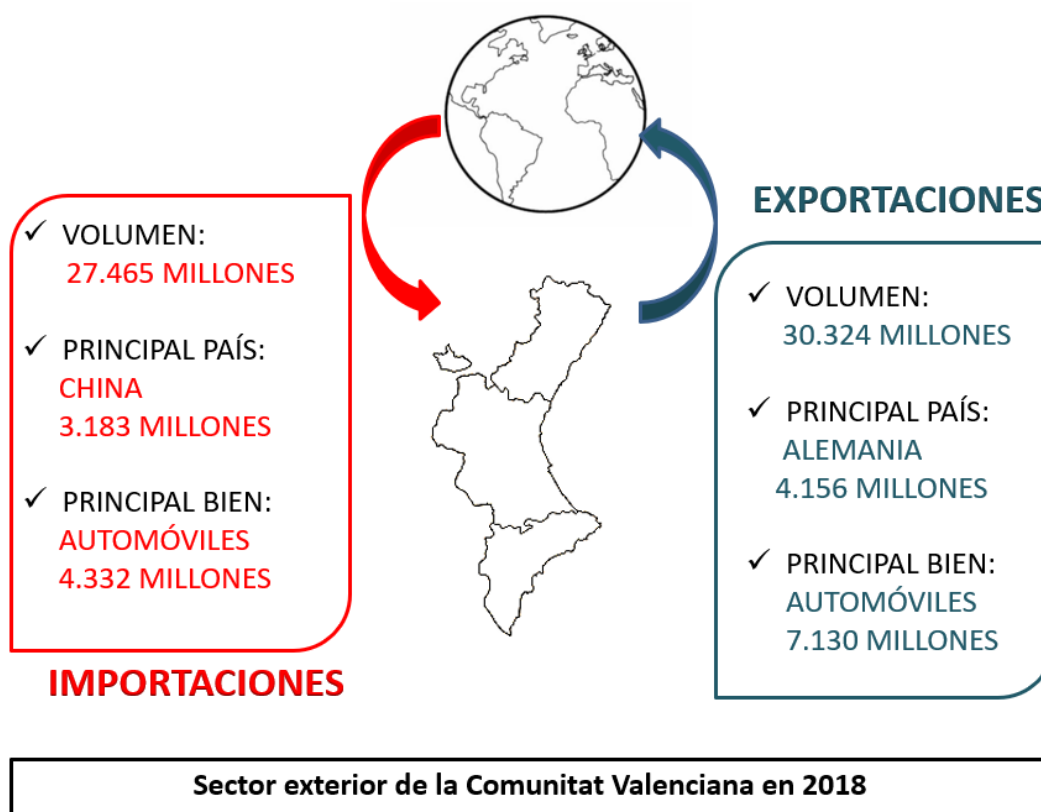 ✓ VOLUMEN:
27.465 MILLONES
✓ PRINCIPAL PAÍS:
CHINA
3.183 MILLONES
✓ PRINCIPAL BIEN:
AUTOMÓVILES
4.332 MILLONES
IMPORTACIONES
EXPORTACIONES
✓ VOLUMEN:
30.324 MILLONES
✓ PRINCIPAL PAÍS:
ALEMANIA
4.156 MILLONES
✓ PRINCIPAL BIEN:
AUTOMÓVILES
7.130 MILLONES
Sector exterior de la Comunitat Valenciana en 2018